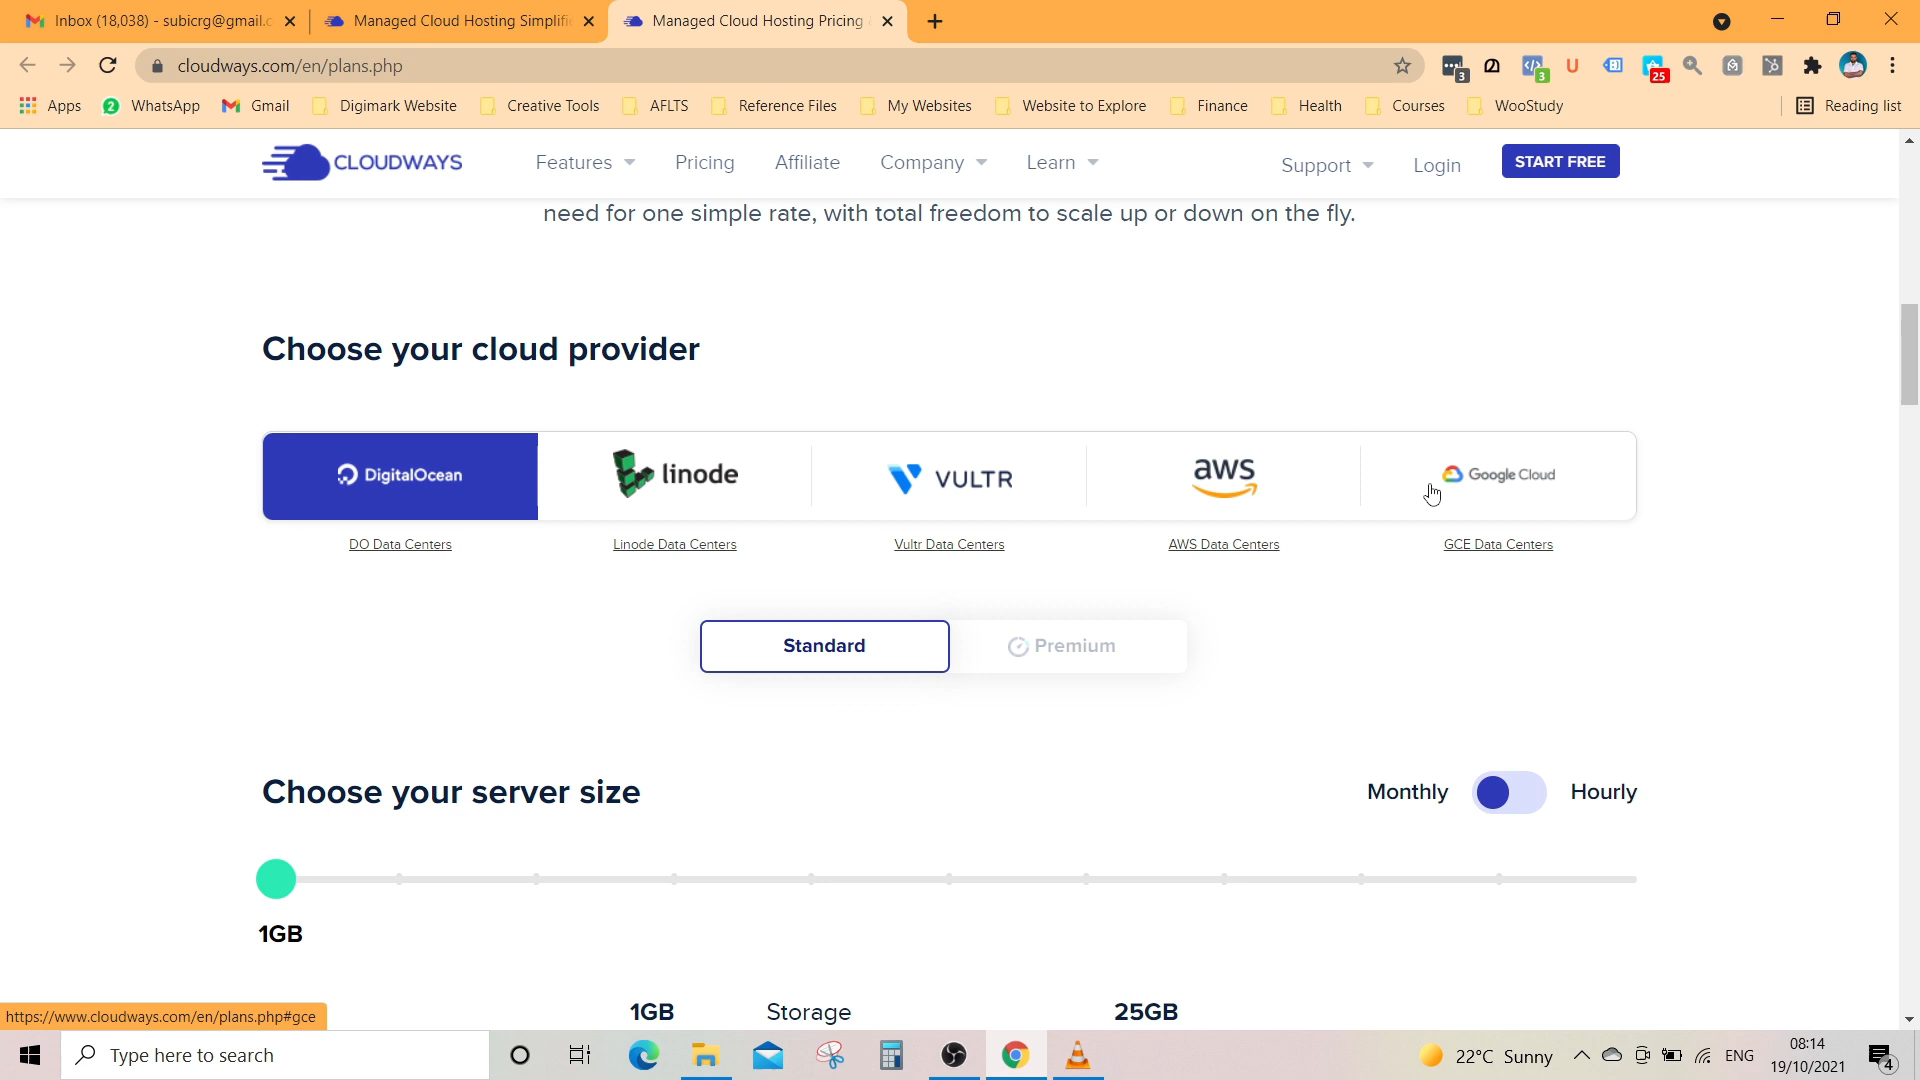 Inbox (18,038) - subicrg@gmail.c
Managed Cloud Hosting Simplifi
Managed Cloud Hosting Pricing
cloudways.com/en/plans.php
3
3
25
Apps
2
WhatsApp
Gmail
Digimark Website
Creative Tools
AFLTS
Reference Files
My Websites
Website to Explore
Finance
Health
Courses
WooStudy
Reading list
CLOUDWAYS
Features
Pricing
Affiliate
Company
Learn
Support
Login
START FREE
need for one simple rate, with total freedom to scale up or down on the fly.
Choose your cloud provider
DigitalOcean
linode
VULTR
aws
Google Cloud
DO Data Centers
Linode Data Centers
Vultr Data Centers
AWS Data Centers
GCE Data Centers
Standard
Premium
Choose your server size
Monthly
Hourly
1GB
1GB
Storage
25GB
https://www.cloudways.com/en/plans.php#gce
Type here to search
22°C Sunny
ENG
08:14
19/10/2021
4